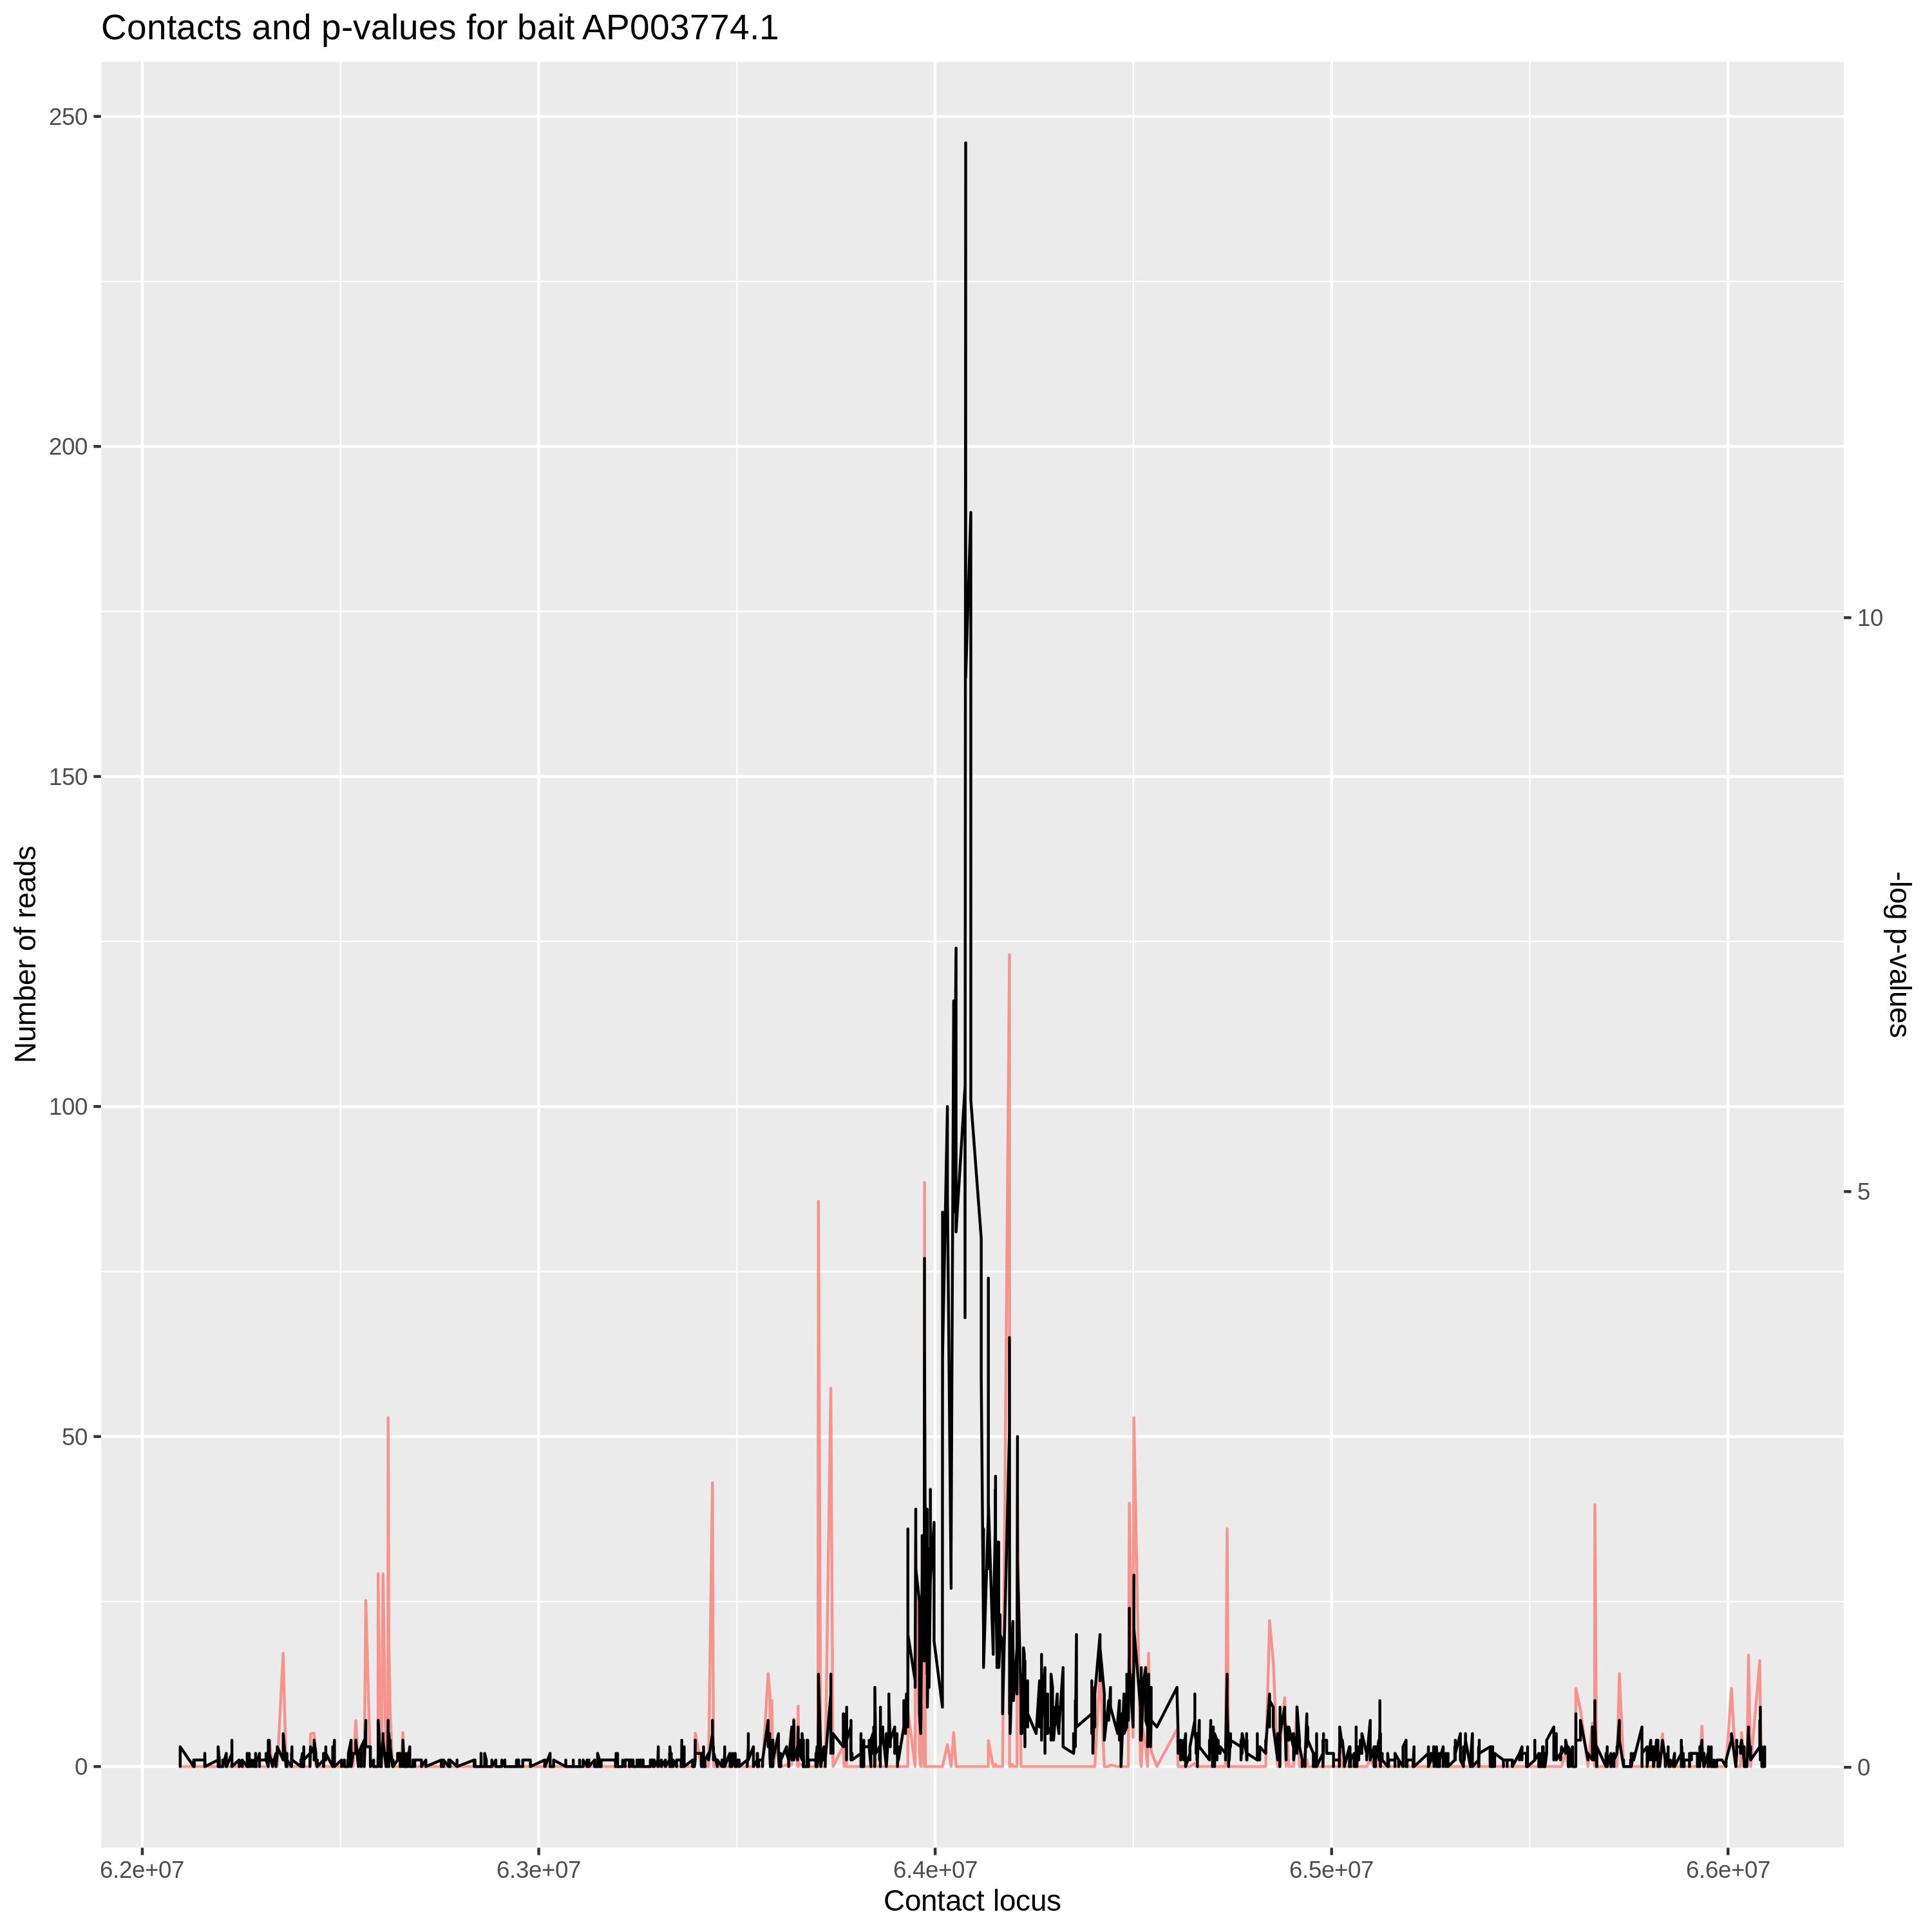 Contacts and p-values for bait AP003774.1
250
200
150
100
50
0
Number of reads
10
5
0
-log p-values
6.2e+07
6.3e+07
6.4e+07
6.5e+07
6.6e+07
Contact locus